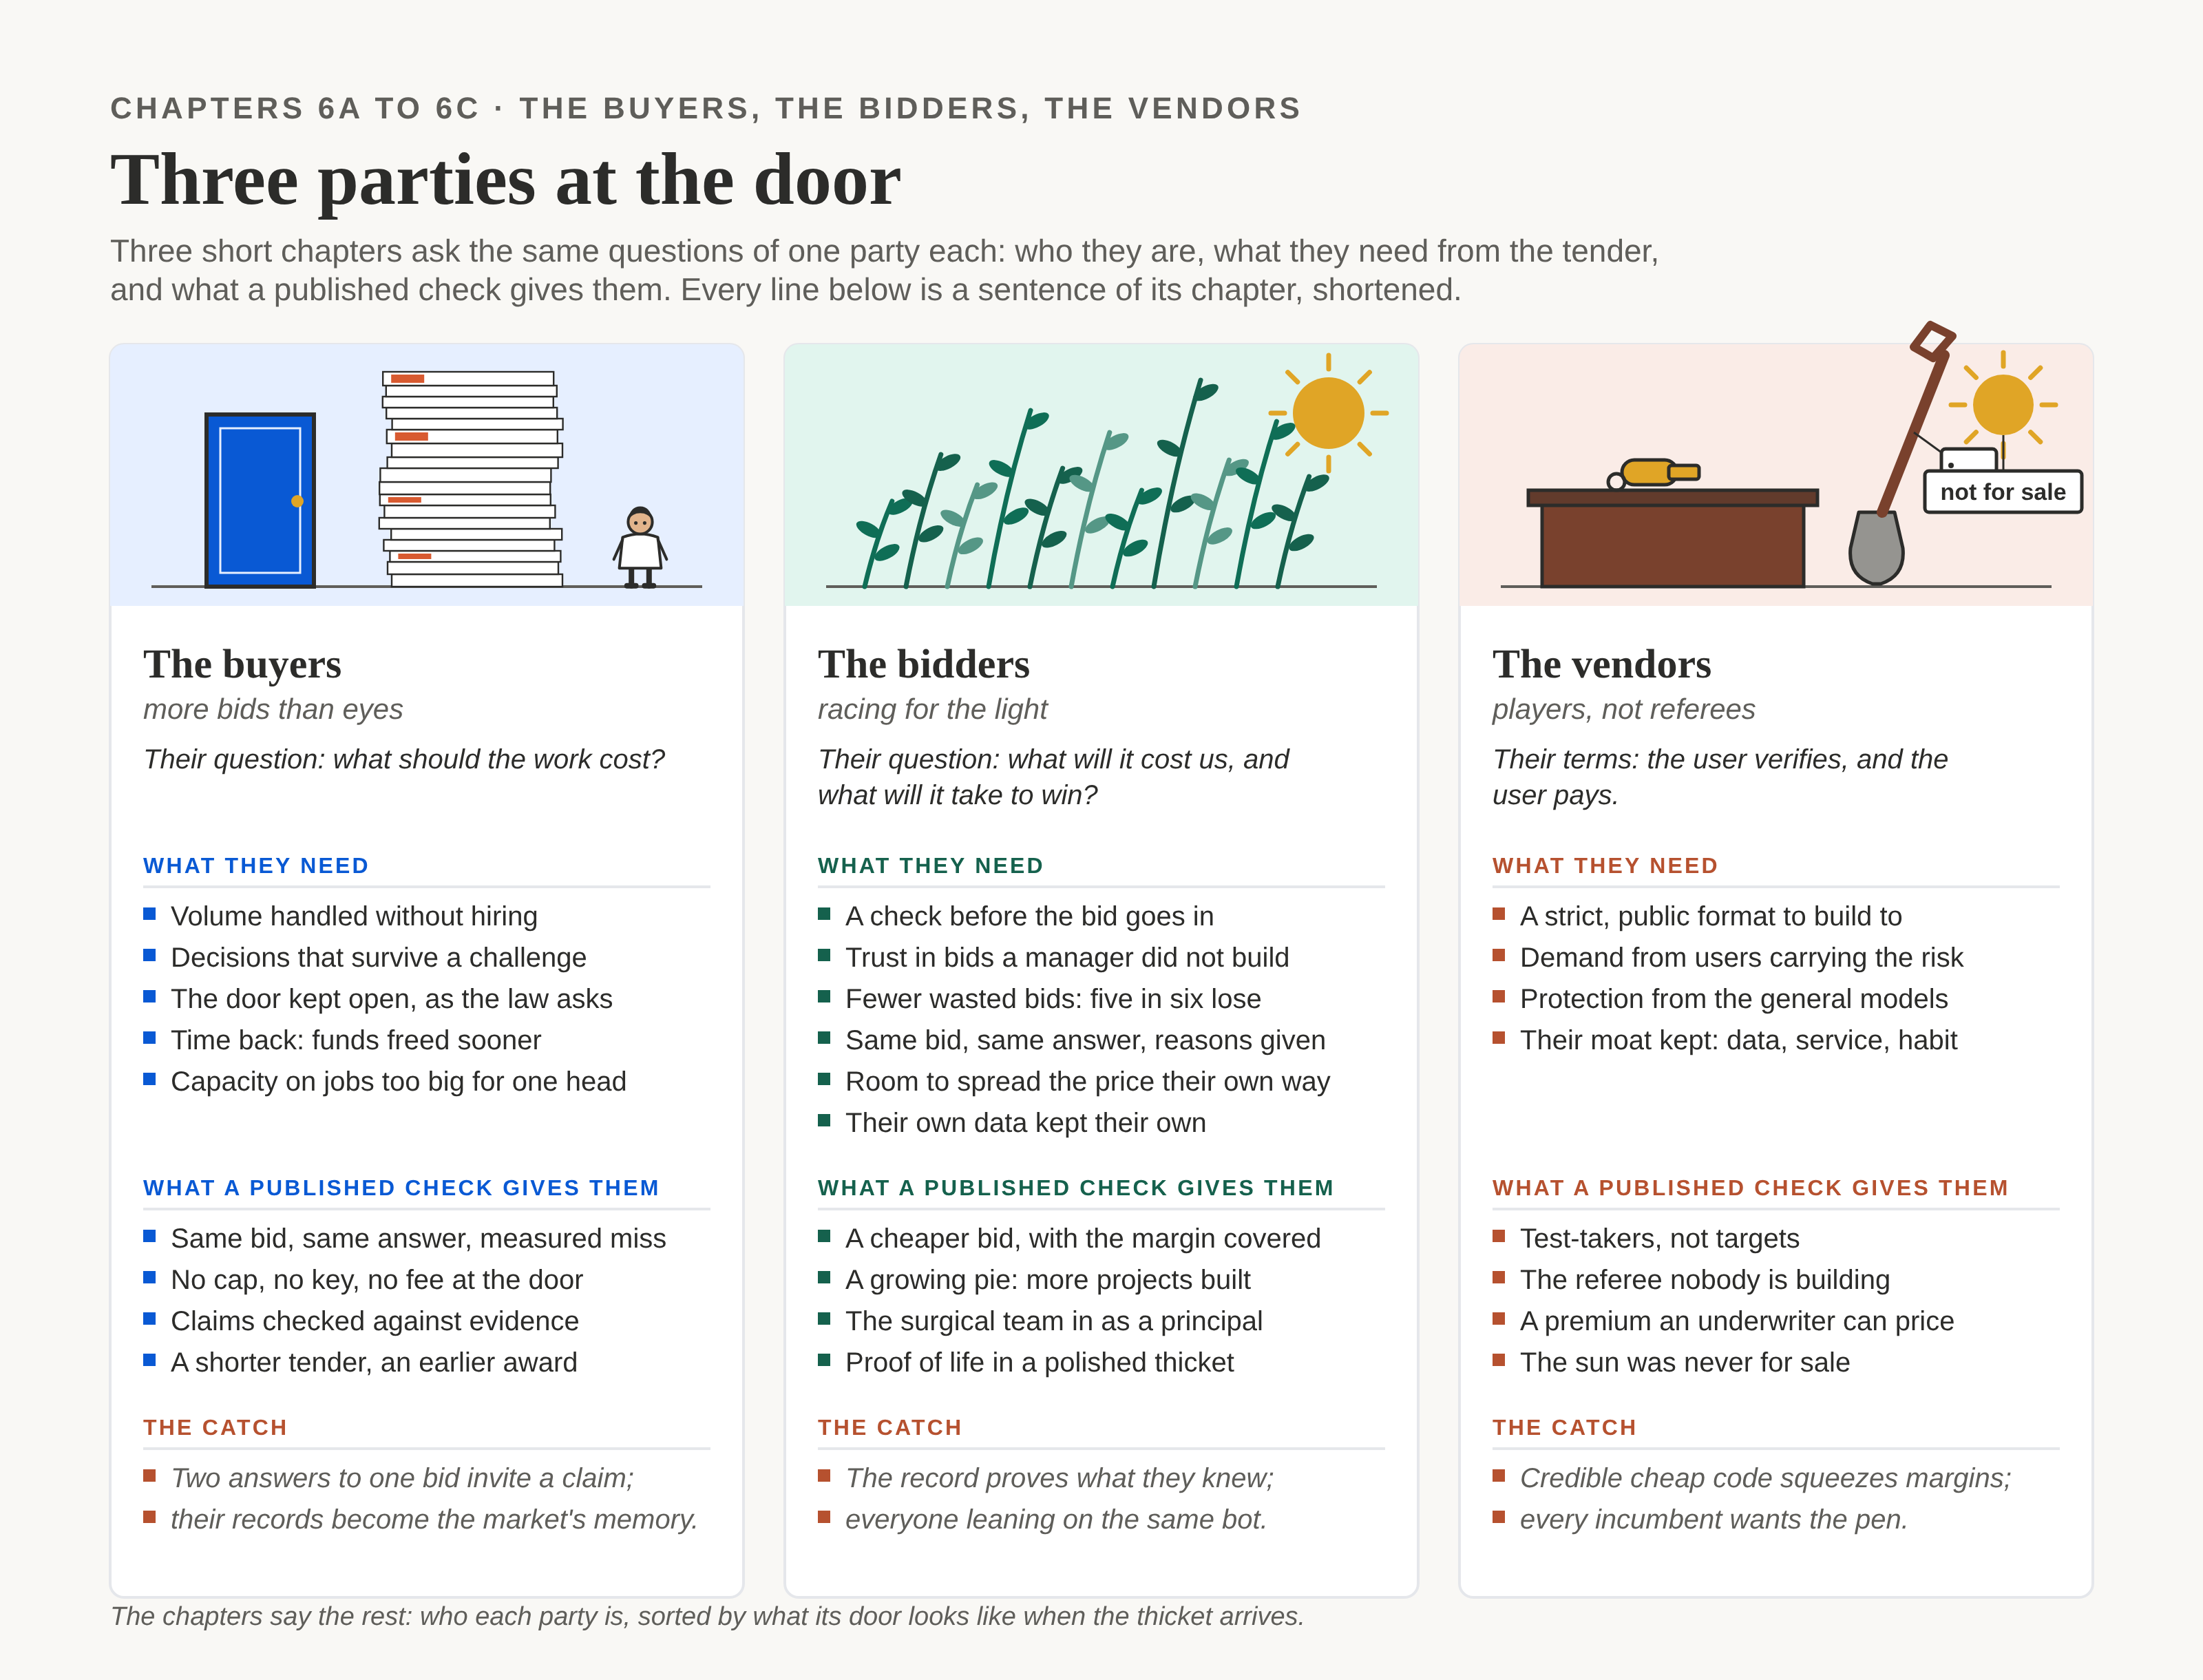 CHAPTERS 6A TO 6C · THE BUYERS, THE BIDDERS, THE VENDORS
Three parties at the door
Three short chapters ask the same questions of one party each: who they are, what they need from the tender,
and what a published check gives them. Every line below is a sentence of its chapter, shortened.
The buyers
more bids than eyes
Their question: what should the work cost?
WHAT THEY NEED
Volume handled without hiring
Decisions that survive a challenge
The door kept open, as the law asks
Time back: funds freed sooner
Capacity on jobs too big for one head
WHAT A PUBLISHED CHECK GIVES THEM
Same bid, same answer, measured miss
No cap, no key, no fee at the door
Claims checked against evidence
A shorter tender, an earlier award
THE CATCH
Two answers to one bid invite a claim;
their records become the market's memory.
The bidders
racing for the light
Their question: what will it cost us, and
what will it take to win?
WHAT THEY NEED
A check before the bid goes in
Trust in bids a manager did not build
Fewer wasted bids: five in six lose
Same bid, same answer, reasons given
Room to spread the price their own way
Their own data kept their own
WHAT A PUBLISHED CHECK GIVES THEM
A cheaper bid, with the margin covered
A growing pie: more projects built
The surgical team in as a principal
Proof of life in a polished thicket
THE CATCH
The record proves what they knew;
everyone leaning on the same bot.
not for sale
The vendors
players, not referees
Their terms: the user verifies, and the
user pays.
WHAT THEY NEED
A strict, public format to build to
Demand from users carrying the risk
Protection from the general models
Their moat kept: data, service, habit
WHAT A PUBLISHED CHECK GIVES THEM
Test-takers, not targets
The referee nobody is building
A premium an underwriter can price
The sun was never for sale
THE CATCH
Credible cheap code squeezes margins;
every incumbent wants the pen.
The chapters say the rest: who each party is, sorted by what its door looks like when the thicket arrives.